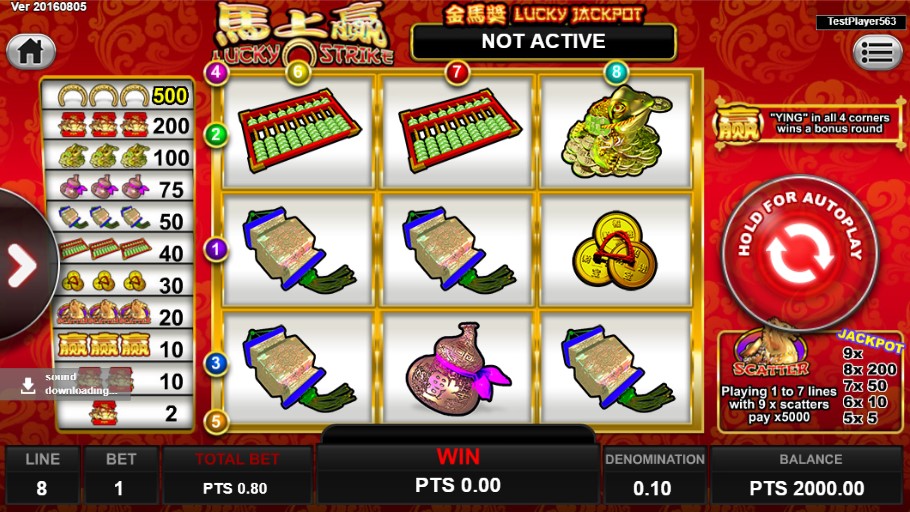 Ver 20160805
馬上贏
LUCKY STRIKE
金馬獎 LUCKY JACKPOT
NOT ACTIVE
TestPlayer563
4
6
7
8
2
1
3
5
500
200
100
75
50
40
30
20
贏 贏 贏 10
10
2
sound
downloading...
贏
"YING" in all 4 corners
wins a bonus round
HOLD FOR AUTOPLAY
SCATTER
JACKPOT
9x
8x 200
7x 50
6x 10
5x 5
Playing 1 to 7 lines
with 9 x scatters
pay x5000
LINE
8
BET
1
TOTAL BET
PTS 0.80
WIN
PTS 0.00
DENOMINATION
0.10
BALANCE
PTS 2000.00